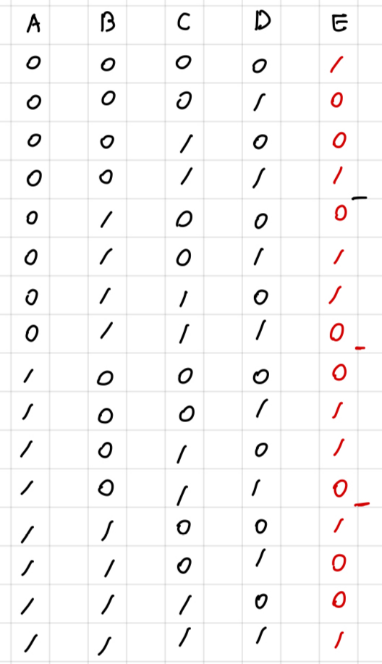 A B C D E
0 0 0 0 1
0 0 0 1 0
0 0 1 0 0
0 0 1 1 1
0 1 0 0 0
0 1 0 1 1
0 1 1 0 1
0 1 1 1 0
1 0 0 0 0
1 0 0 1 1
1 0 1 0 1
1 0 1 1 0
1 1 0 0 1
1 1 0 1 0
1 1 1 0 0
1 1 1 1 1